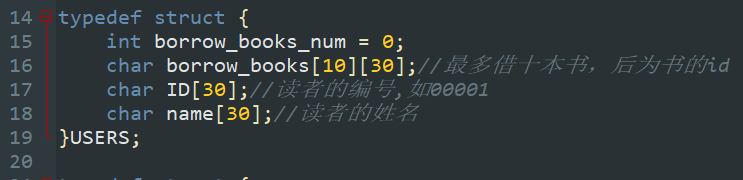 14 typedef struct {
15 int borrow_books_num = 0;
16 char borrow_books[10][30];//最多借十本书，后为书的id
17 char ID[30];//读者的编号,如00001
18 char name[30];//读者的姓名
19 }USERS;
20